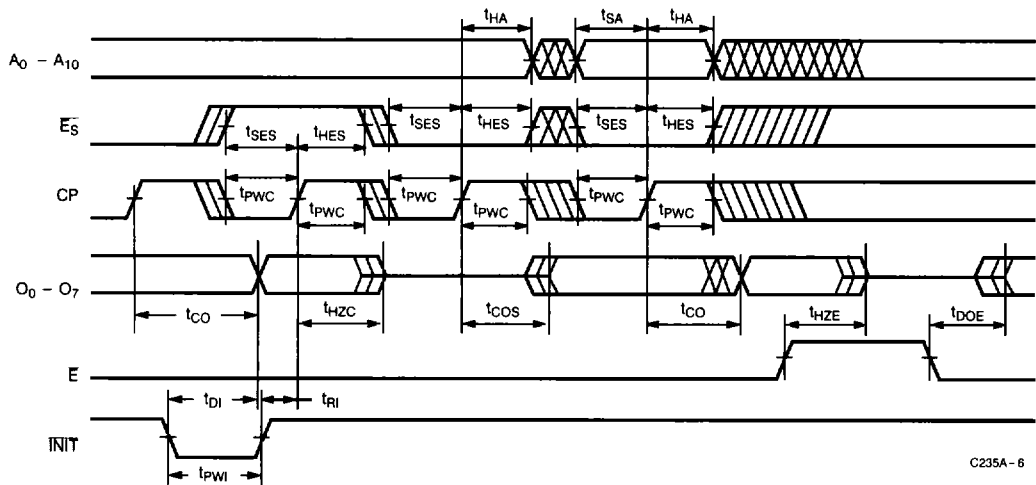 tHA tSA tHA
A0 – A10
ES
tSES tHES tSES tHES tSES tHES
CP
tPWC tPWC tPWC tPWC tPWC tPWC
O0 – O7
tCO tHZC tCOS tCO tHZE tDOE
E
tDI tRI
INIT
tPWI
C235A–6